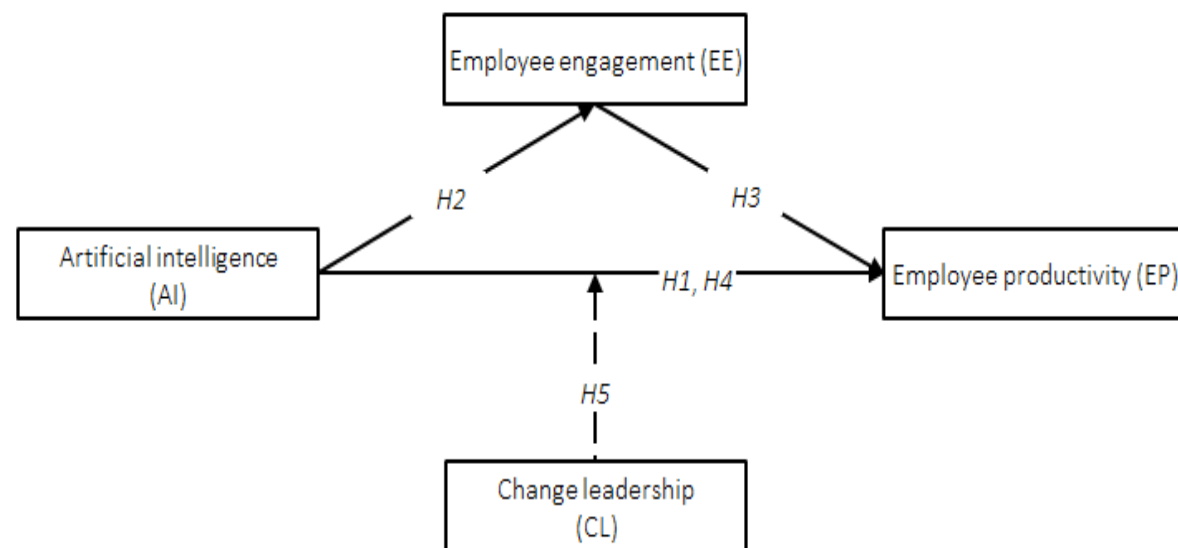 Employee engagement (EE)
H2
H3
Artificial intelligence
(AI)
H1, H4
Employee productivity (EP)
H5
Change leadership
(CL)